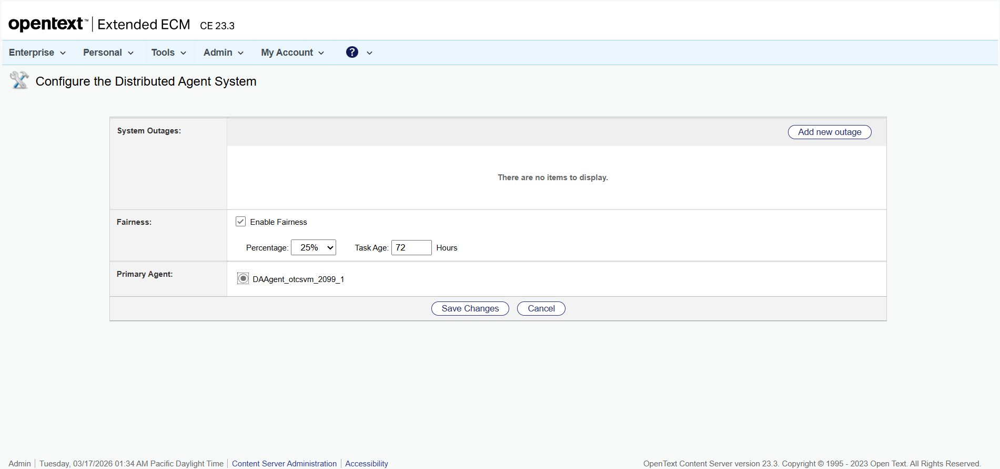 opentext™ | Extended ECM CE 23.3
Enterprise Personal Tools Admin My Account ?
Configure the Distributed Agent System
System Outages: Add new outage
There are no items to display.
Fairness: Enable Fairness
Percentage: 25% Task Age: 72 Hours
Primary Agent: DAAgent_otcsvm_2099_1
Save Changes Cancel
Admin | Tuesday, 03/17/2026 01:34 AM Pacific Daylight Time | Content Server Administration | Accessibility OpenText Content Server version 23.3. Copyright © 1995 - 2023 Open Text. All Rights Reserved.